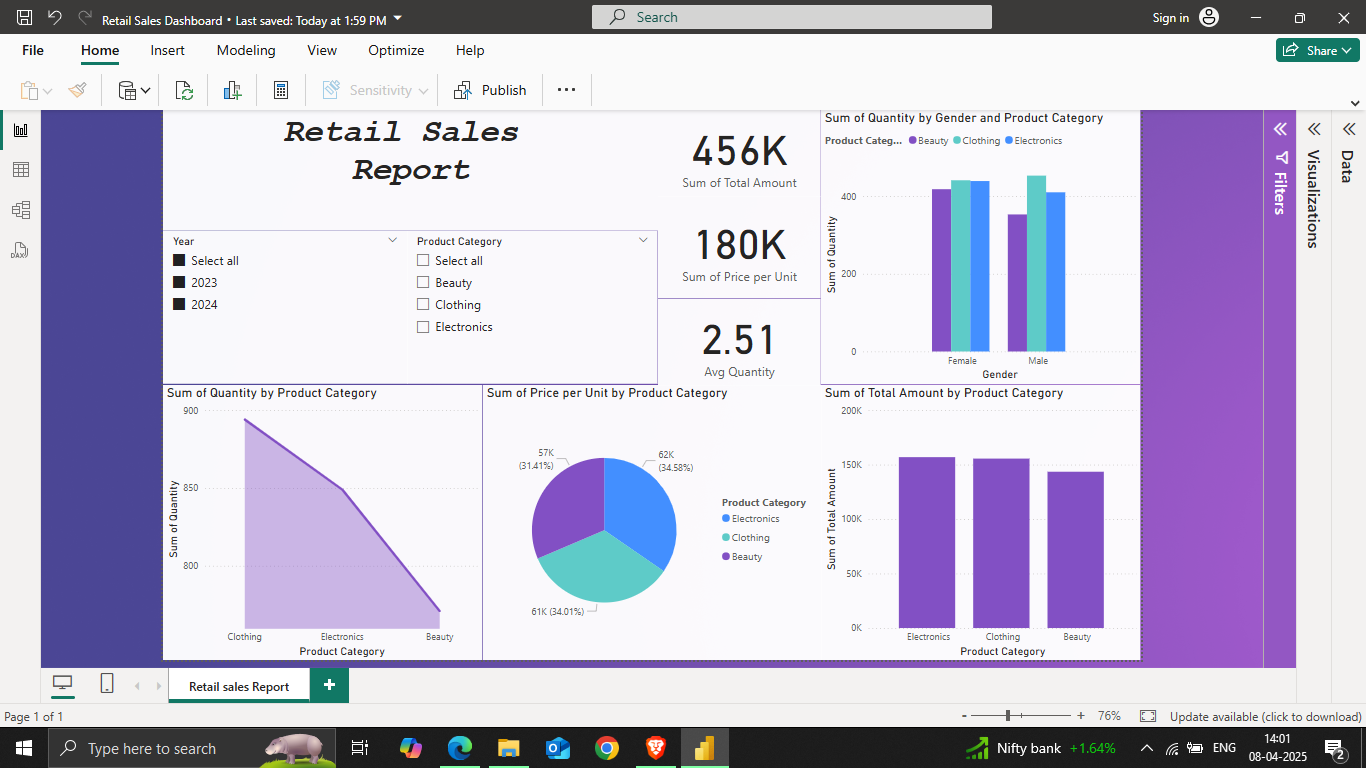 Retail Sales Dashboard • Last saved: Today at 1:59 PM
Search
Sign in
File
Home
Insert
Modeling
View
Optimize
Help
Share
Sensitivity
Publish
Retail Sales
Report
456K
Sum of Total Amount
180K
Sum of Price per Unit
2.51
Avg Quantity
Year
Select all
2023
2024
Product Category
Select all
Beauty
Clothing
Electronics
Sum of Quantity by Gender and Product Category
Product Categ... Beauty Clothing Electronics
Sum of Quantity
400
200
0
Female
Male
Gender
Sum of Quantity by Product Category
Sum of Quantity
900
850
800
Clothing
Electronics
Beauty
Product Category
Sum of Price per Unit by Product Category
57K
(31.41%)
62K
(34.58%)
61K (34.01%)
Product Category
Electronics
Clothing
Beauty
Sum of Total Amount by Product Category
Sum of Total Amount
200K
150K
100K
50K
0K
Electronics
Clothing
Beauty
Product Category
Filters
Visualizations
Data
DAX
Retail sales Report
+
Page 1 of 1
- + 76%
Update available (click to download)
Type here to search
Nifty bank +1.64%
ENG
14:01
08-04-2025
2